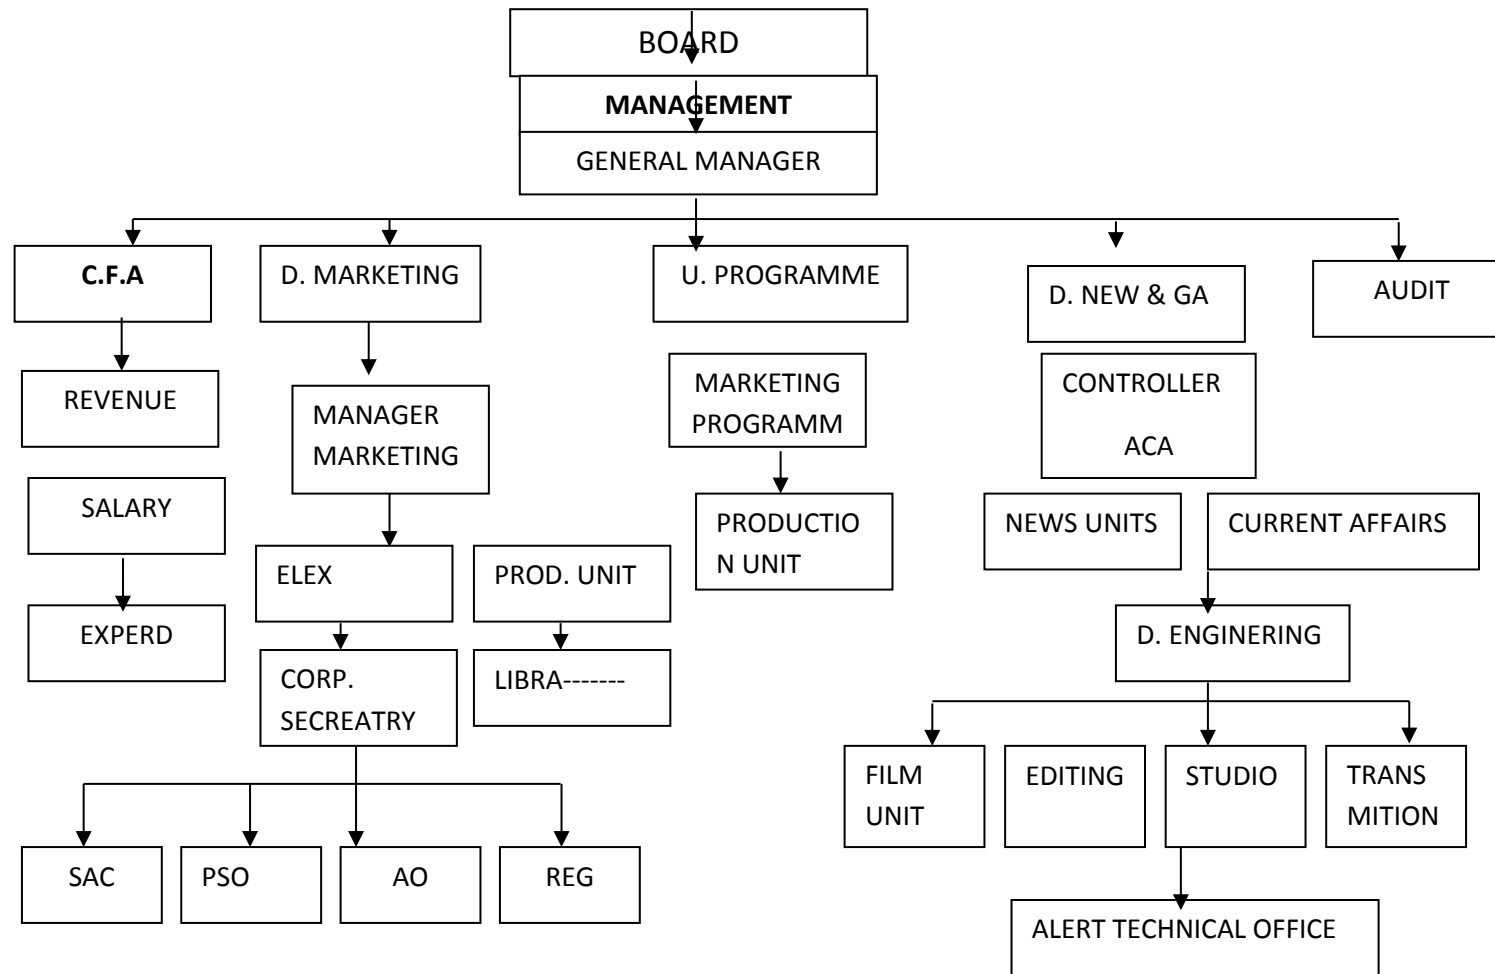 BOARD
MANAGEMENT
GENERAL MANAGER
C.F.A
D. MARKETING
U. PROGRAMME
D. NEW & GA
AUDIT
REVENUE
MANAGER
MARKETING
MARKETING
PROGRAMM
CONTROLLER
ACA
SALARY
PRODUCTIO
N UNIT
NEWS UNITS
CURRENT AFFAIRS
EXPERD
ELEX
PROD. UNIT
D. ENGINERING
CORP.
SECREATRY
LIBRA-------
FILM
UNIT
EDITING
STUDIO
TRANS
MITION
SAC
PSO
AO
REG
ALERT TECHNICAL OFFICE